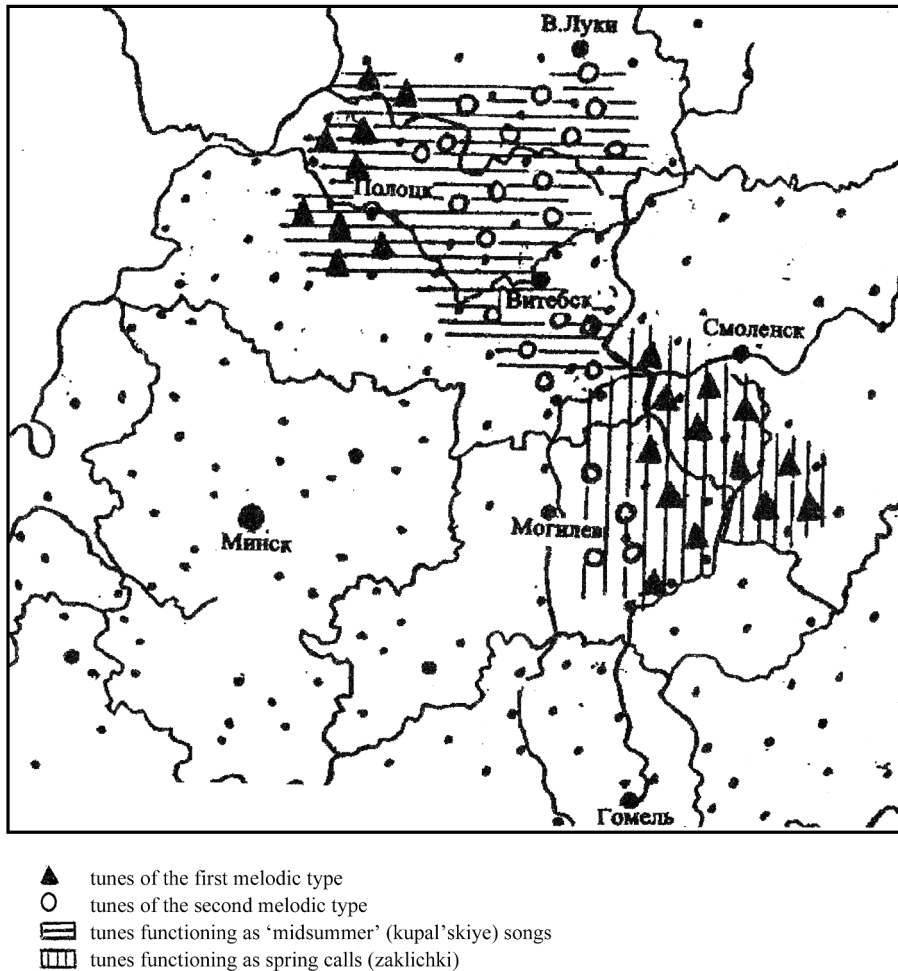 В.Луки
Полоцк
Витебск
Смоленск
Могилев
Минск
Гомель
tunes of the first melodic type
tunes of the second melodic type
tunes functioning as ‘midsummer’ (kupal’skiye) songs
tunes functioning as spring calls (zaklichki)